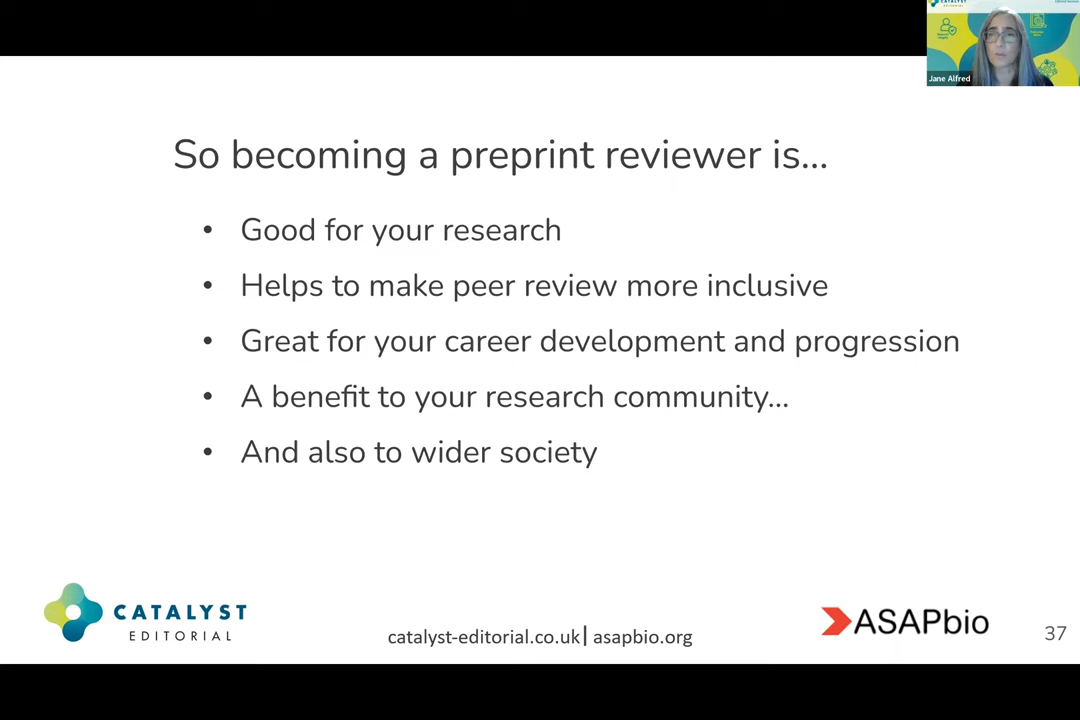 CATALYST
EDITORIAL
Jane Alfred
So becoming a preprint reviewer is...
• Good for your research
• Helps to make peer review more inclusive
• Great for your career development and progression
• A benefit to your research community...
• And also to wider society
CATALYST
EDITORIAL
catalyst-editorial.co.uk| asapbio.org
ASAPbio
37